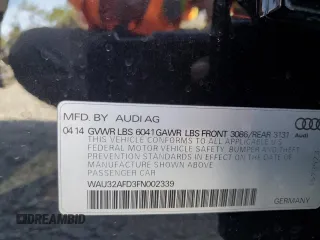 MFD. BY AUDI AG
04 14 GVWR LBS 6041 GAWR LBS FRONT 3086/REAR 3131
THIS VEHICLE CONFORMS TO ALL APPLICABLE U.S.
FEDERAL MOTOR VEHICLE SAFETY, BUMPER AND THEFT
PREVENTION STANDARDS IN EFFECT ON THE DATE OF
MANUFACTURE SHOWN ABOVE
PASSENGER CAR
WAU32AFD3FN002339
Audi
DREAMBID